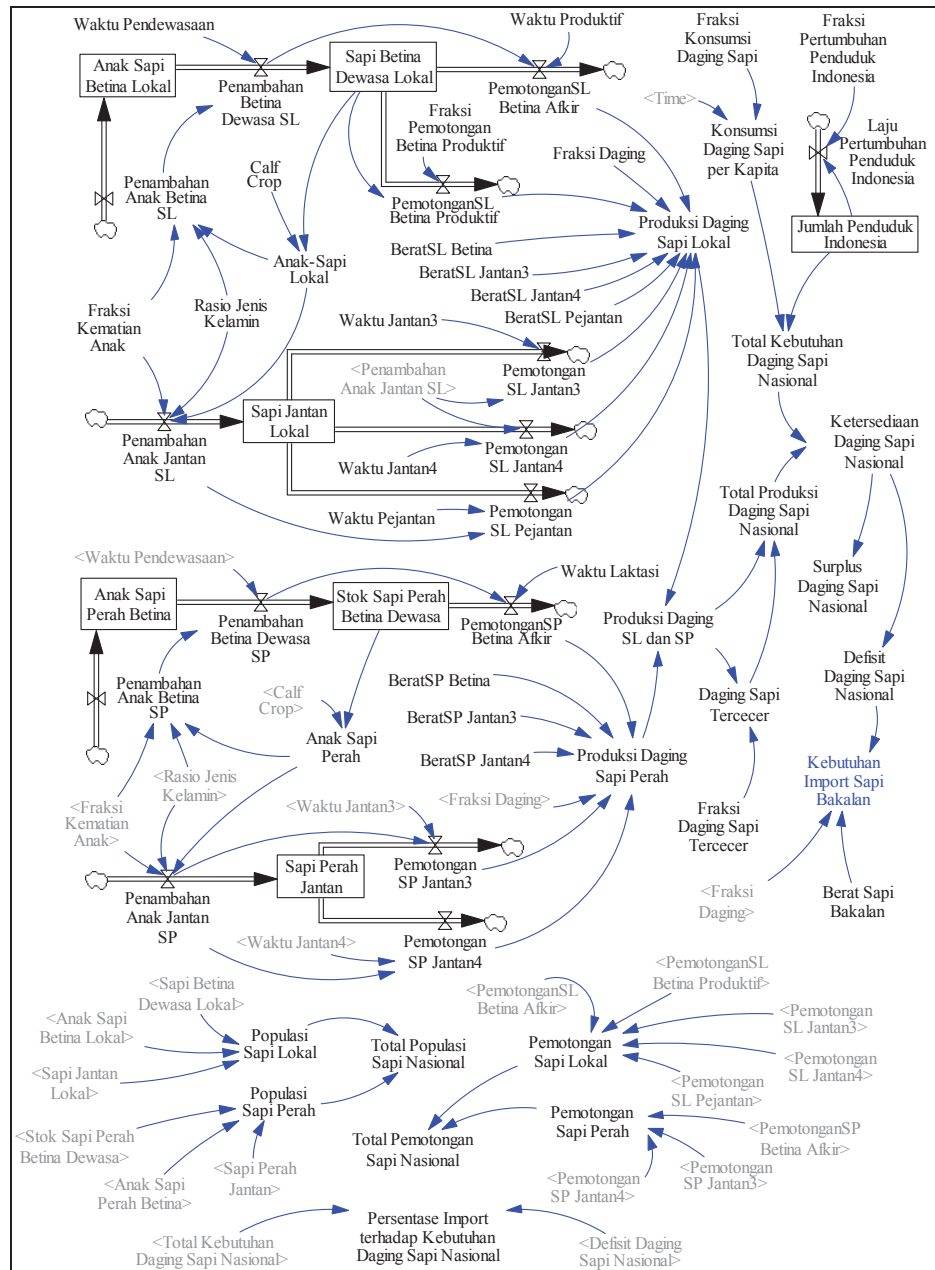 Waktu Pendewasaan
Waktu Produktif
Fraksi
Konsumsi
Daging Sapi
Fraksi
Pertumbuhan
Penduduk
Indonesia
Anak Sapi
Betina Lokal
Penambahan
Betina
Dewasa SL
Sapi Betina
Dewasa Lokal
PemotonganSL
Betina Afkir
<Time>
Konsumsi
Daging Sapi
per Kapita
Laju
Pertumbuhan
Penduduk
Indonesia
Fraksi
Pemotongan
Betina Produktif
Fraksi Daging
Penambahan
Anak Betina
SL
Calf
Crop
PemotonganSL
Betina Produktif
Produksi Daging
Sapi Lokal
Jumlah Penduduk
Indonesia
BeratSL Betina
Anak-Sapi
Lokal
BeratSL Jantan3
BeratSL Jantan4
BeratSL Pejantan
Fraksi
Kematian
Anak
Rasio Jenis
Kelamin
Waktu Jantan3
Total Kebutuhan
Daging Sapi
Nasional
<Penambahan
Anak Jantan SL>
Pemotongan
SL Jantan3
Penambahan
Anak Jantan
SL
Sapi Jantan
Lokal
Waktu Jantan4
Pemotongan
SL Jantan4
Ketersediaan
Daging Sapi
Nasional
Waktu Pejantan
Pemotongan
SL Pejantan
Total Produksi
Daging Sapi
Nasional
<Waktu Pendewasaan>
Waktu Laktasi
Surplus
Daging Sapi
Nasional
Anak Sapi
Perah Betina
Penambahan
Betina Dewasa
SP
Stok Sapi Perah
Betina Dewasa
PemotonganSP
Betina Afkir
Produksi Daging
SL dan SP
Defisit
Daging Sapi
Nasional
Penambahan
Anak Betina
SP
<Calf
Crop>
BeratSP Betina
Daging Sapi
Tercecer
BeratSP Jantan3
Anak Sapi
Perah
BeratSP Jantan4
Produksi Daging
Sapi Perah
Kebutuhan
Import Sapi
Bakalan
<Rasio Jenis
Kelamin>
<Fraksi
Kematian
Anak>
<Waktu Jantan3>
<Fraksi Daging>
Fraksi
Daging Sapi
Tercecer
Penambahan
Anak Jantan
SP
Sapi Perah
Jantan
Pemotongan
SP Jantan3
<Fraksi
Daging>
Berat Sapi
Bakalan
<Waktu Jantan4>
Pemotongan
SP Jantan4
<Sapi Betina
Dewasa Lokal>
<PemotonganSL
Betina Afkir>
<PemotonganSL
Betina Produktif>
<Anak Sapi
Betina Lokal>
Populasi
Sapi Lokal
Total Populasi
Sapi Nasional
Pemotongan
Sapi Lokal
<Pemotongan
SL Jantan3>
<Sapi Jantan
Lokal>
<Pemotongan
SL Jantan4>
Populasi
Sapi Perah
<Pemotongan
SL Pejantan>
<Stok Sapi Perah
Betina Dewasa>
Total Pemotongan
Sapi Nasional
Pemotongan
Sapi Perah
<PemotonganSP
Betina Afkir>
<Anak Sapi
Perah Betina>
<Sapi Perah
Jantan>
<Pemotongan
SP Jantan4>
<Pemotongan
SP Jantan3>
<Total Kebutuhan
Daging Sapi Nasional>
Persentase Import
terhadap Kebutuhan
Daging Sapi Nasional
<Defisit Daging
Sapi Nasional>